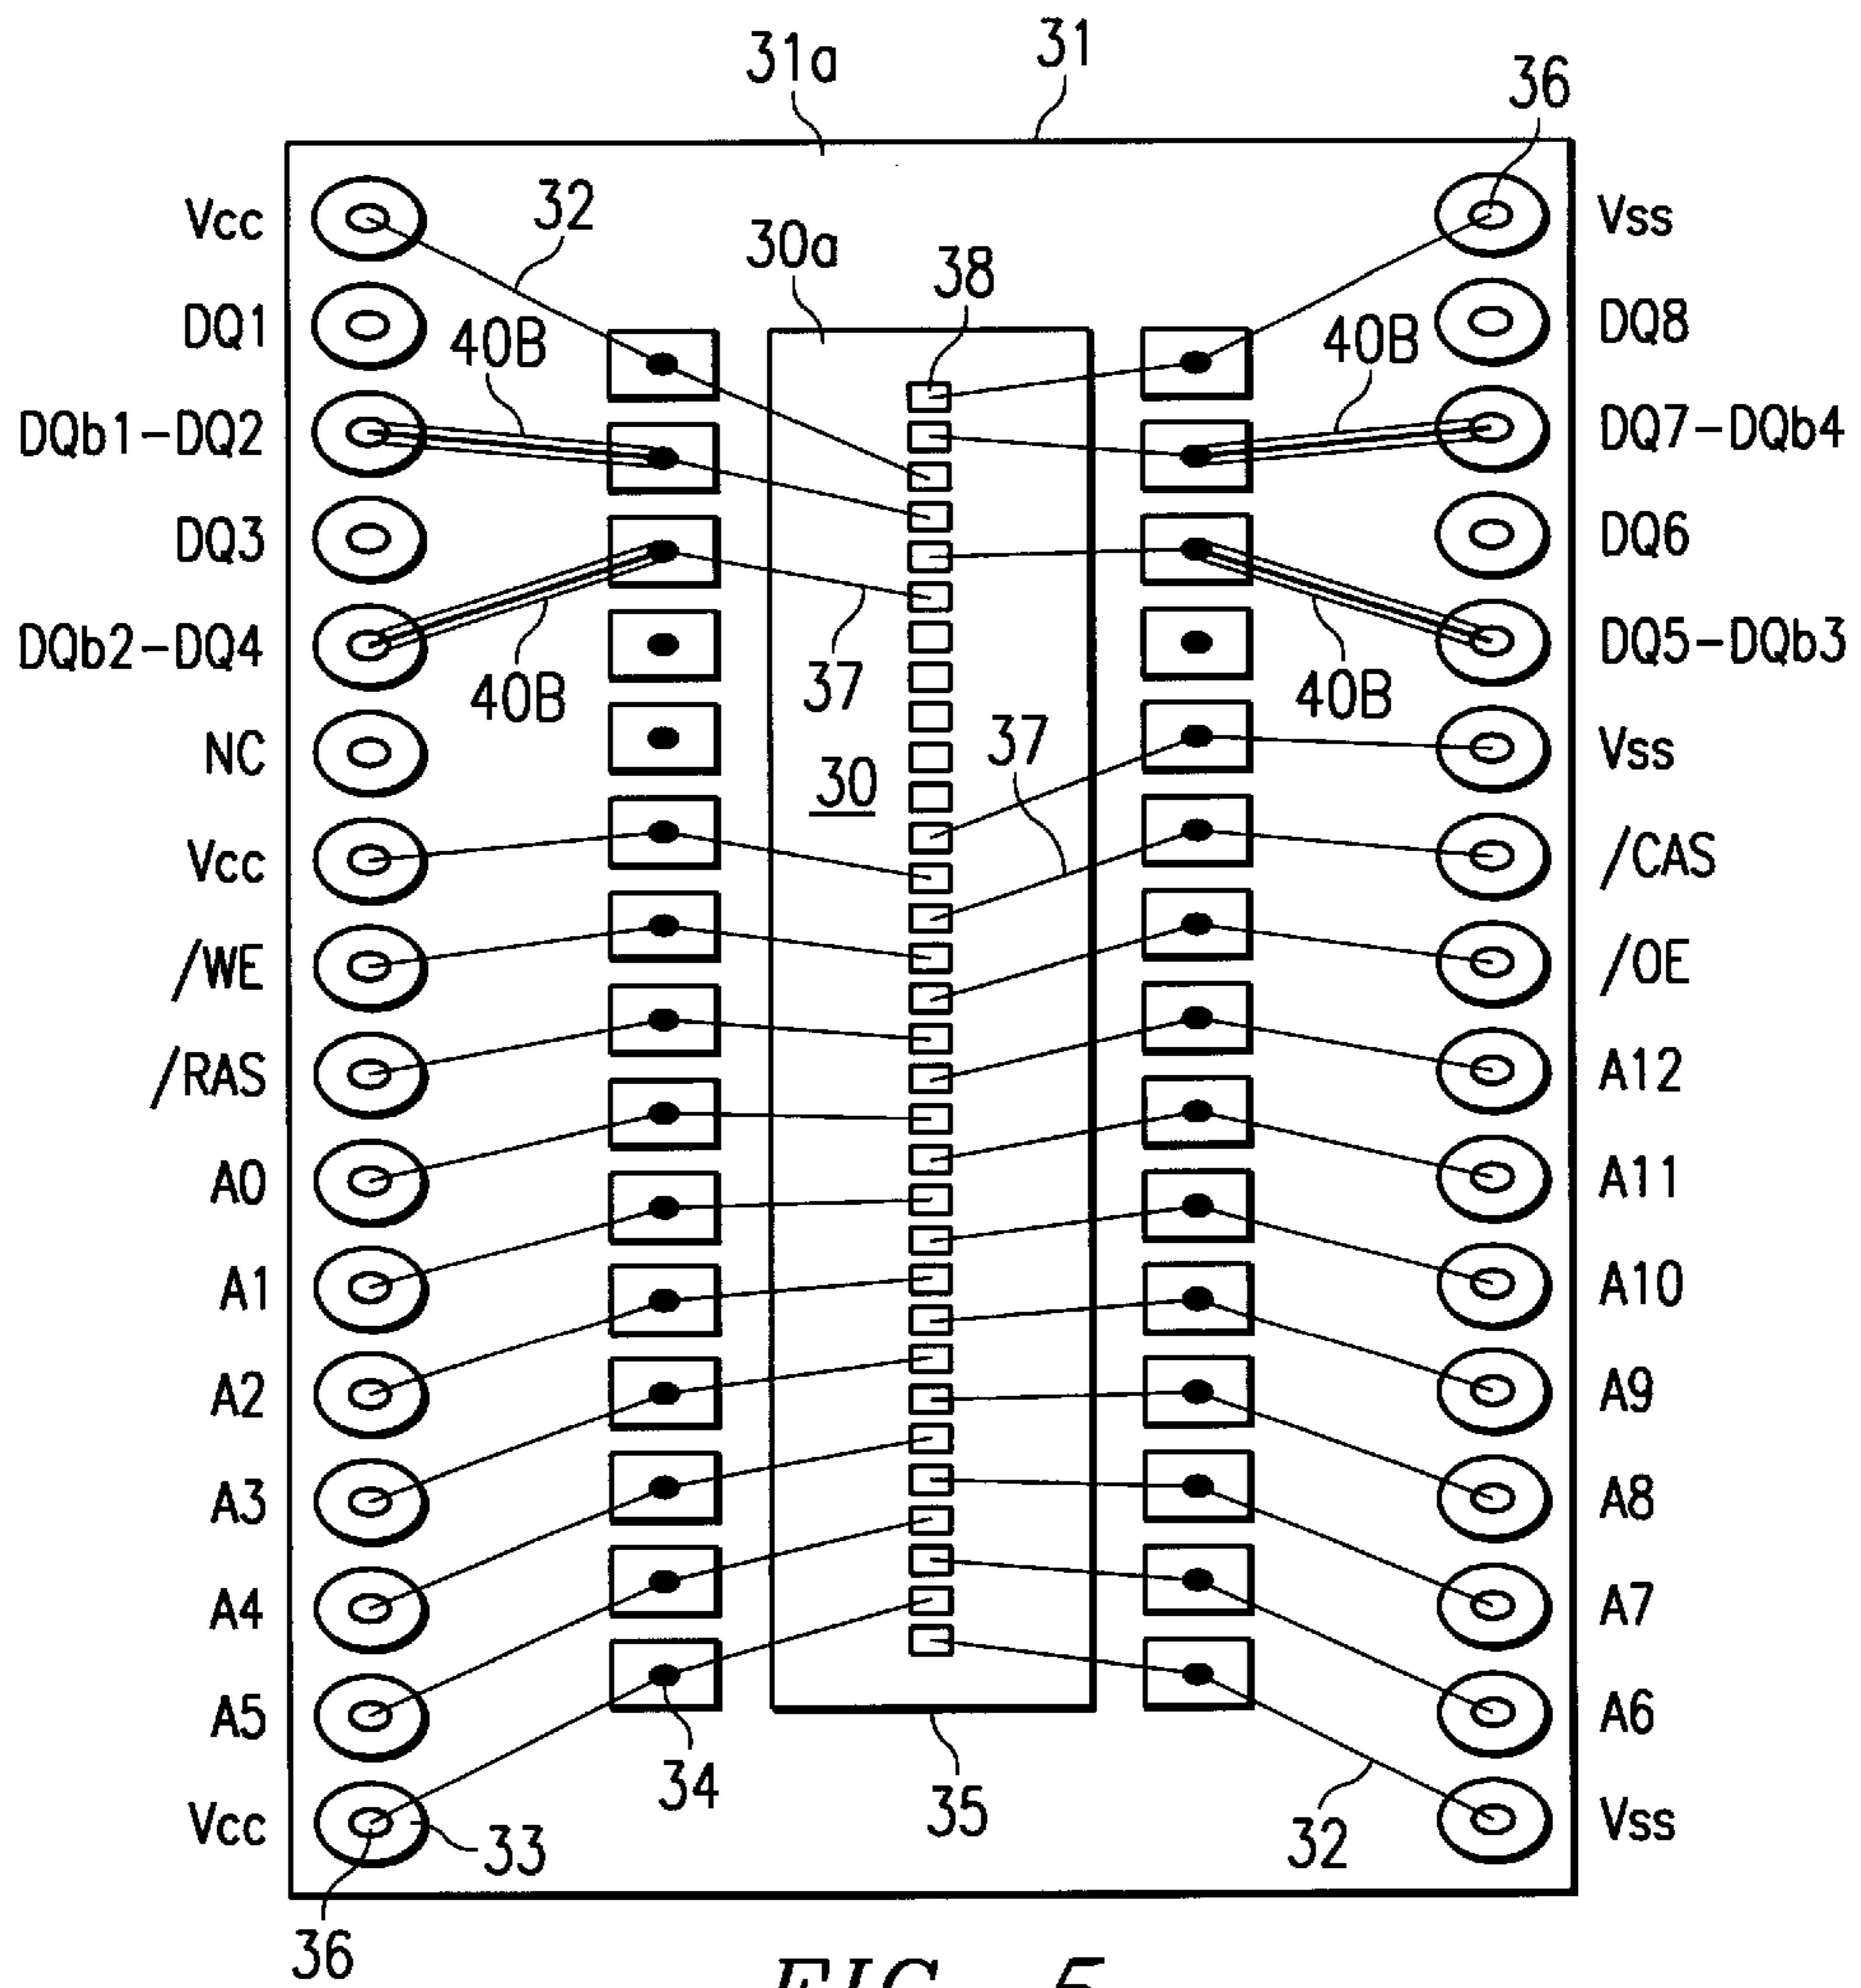 31
31a
36
Vcc
32
Vss
30a
38
DQ1
40B
40B
DQ8
DQb1-DQ2
DQ7-DQb4
DQ3
DQ6
DQb2-DQ4
40B
37
40B
DQ5-DQb3
NC
30
37
Vss
Vcc
/CAS
/WE
/OE
/RAS
A12
A0
A11
A1
A10
A2
A9
A3
A8
A4
A7
A5
34
35
A6
Vcc
33
32
Vss
36
FIG. 5